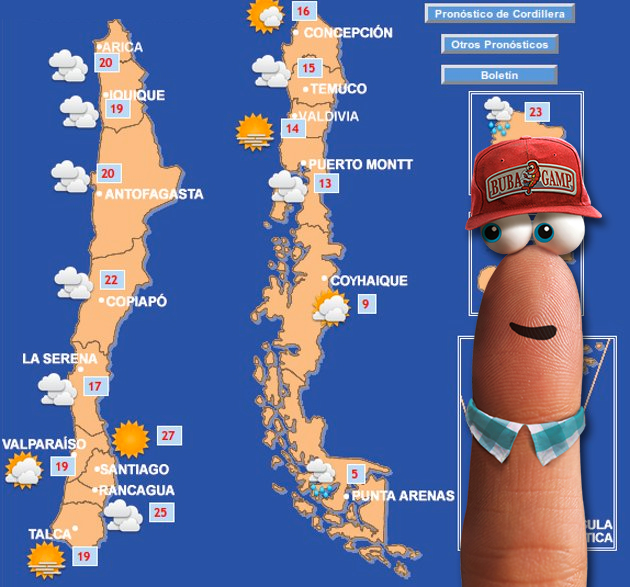 Pronóstico de Cordillera
Otros Pronósticos
Boletín
ARICA
20
IQUIQUE
19
20
ANTOFAGASTA
22
COPIAPÓ
LA SERENA
17
27
VALPARAÍSO
19
SANTIAGO
RANCAGUA
25
TALCA
19
16
CONCEPCIÓN
15
TEMUCO
VALDIVIA
14
PUERTO MONTT
13
COYHAIQUE
9
5
PUNTA ARENAS
23
BUBA GAMP
SULA
TICA